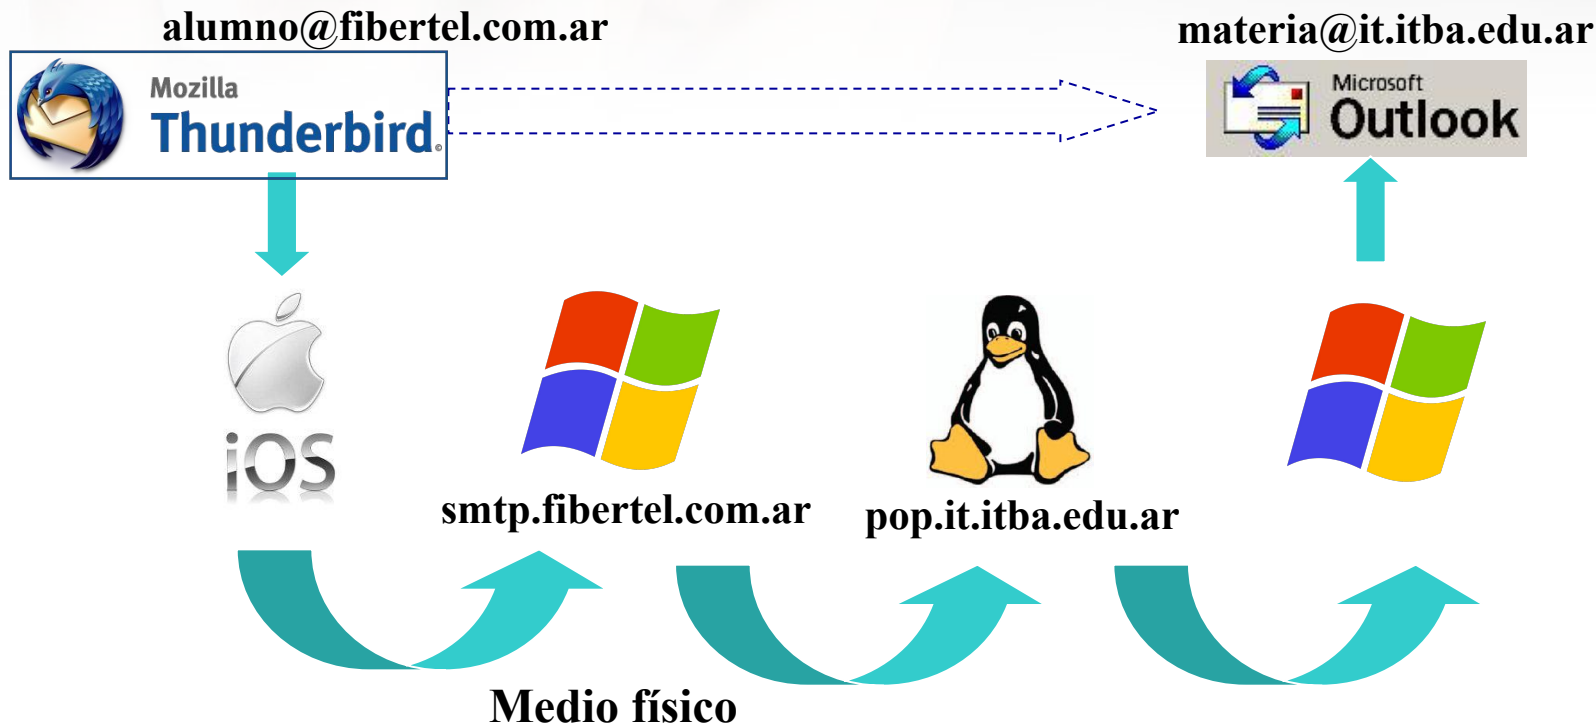 alumno@fibertel.com.ar
materia@it.itba.edu.ar
Mozilla
Thunderbird
Microsoft
Outlook
iOS
smtp.fibertel.com.ar
pop.it.itba.edu.ar
Medio físico